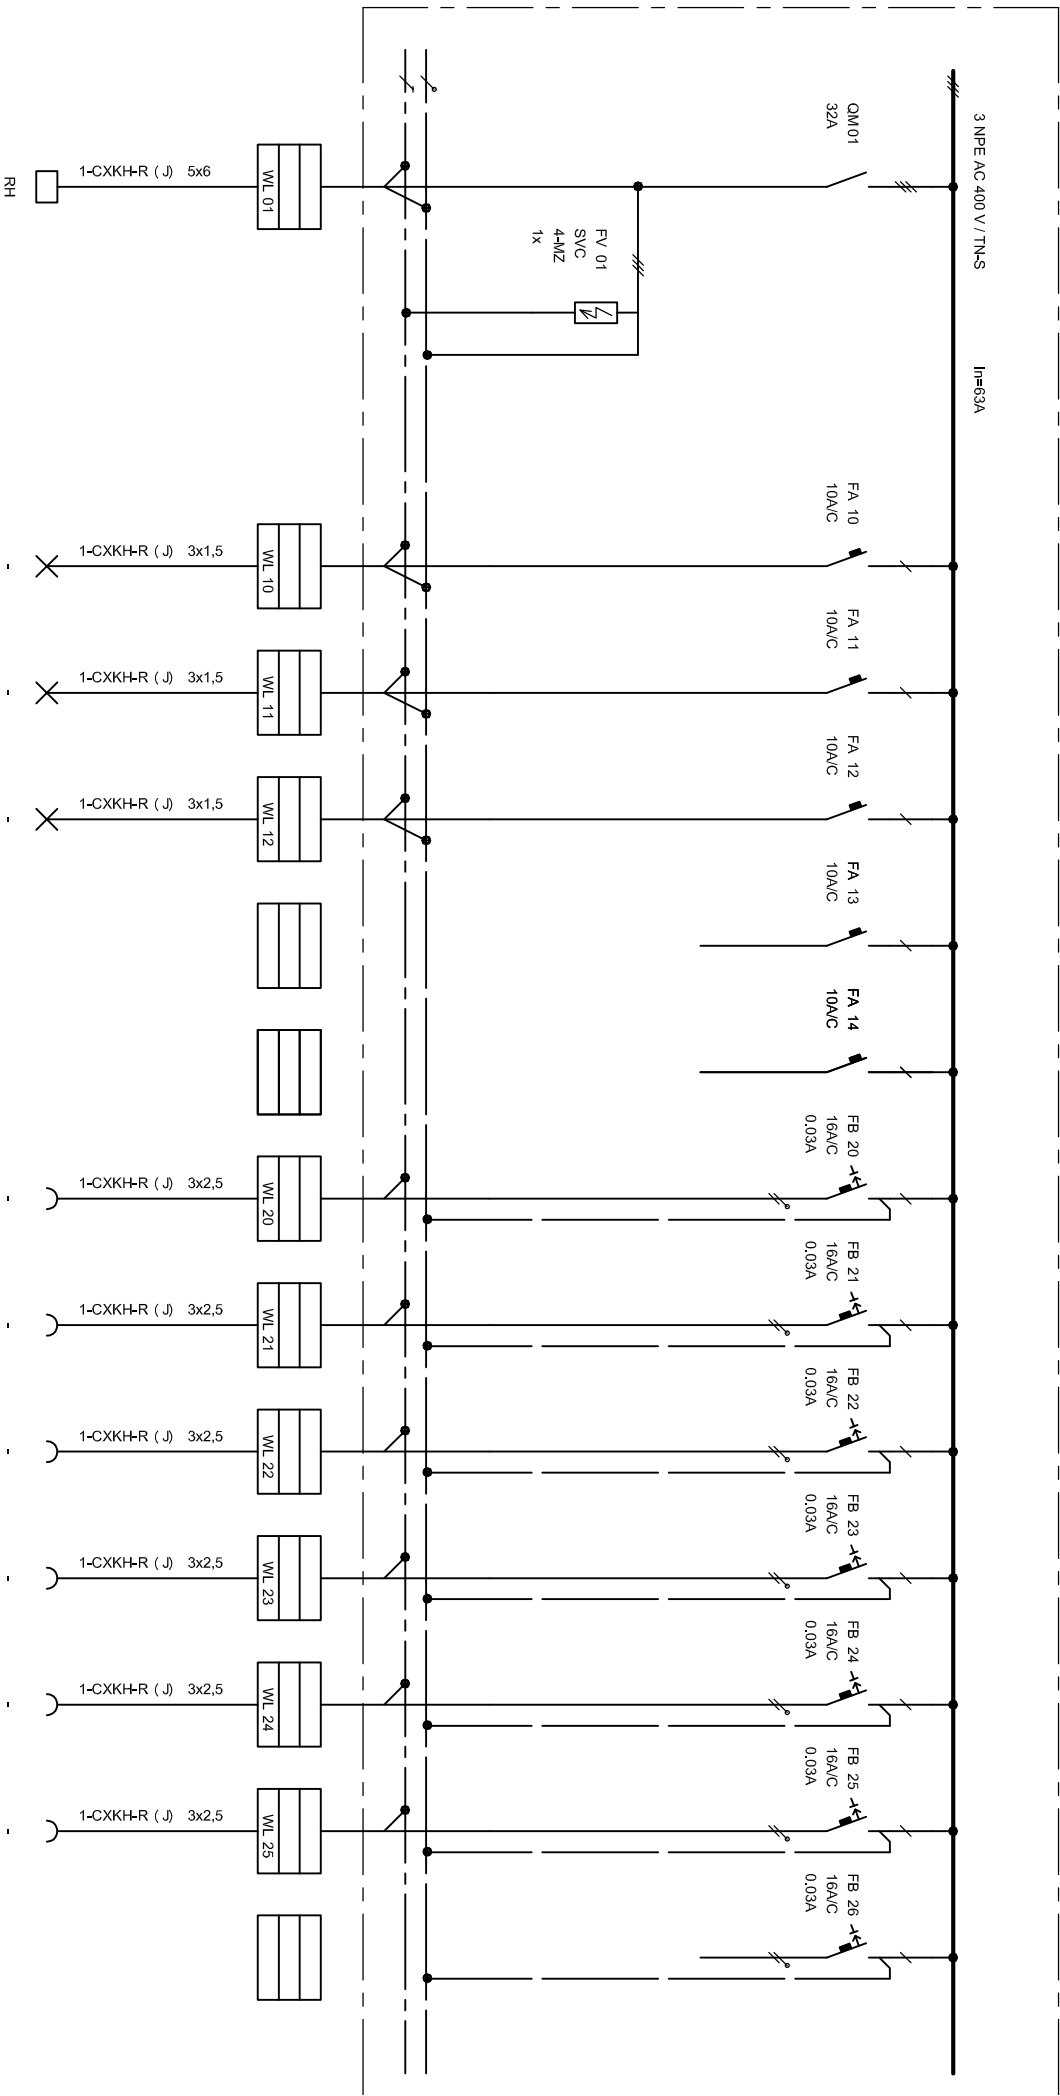 3 NPE AC 400 V / TN-S
In=63A
QM01
32A
FV 01
SVC
4-MZ
1x
FA 10
10A/C
FA 11
10A/C
FA 12
10A/C
FA 13
10A/C
FA 14
10A/C
FB 20
16A/C
0.03A
FB 21
16A/C
0.03A
FB 22
16A/C
0.03A
FB 23
16A/C
0.03A
FB 24
16A/C
0.03A
FB 25
16A/C
0.03A
FB 26
16A/C
0.03A
WL 01
WL 10
WL 11
WL 12
WL 20
WL 21
WL 22
WL 23
WL 24
WL 25
1-CXKH-R ( J) 5x6
1-CXKH-R ( J) 3x1,5
1-CXKH-R ( J) 3x1,5
1-CXKH-R ( J) 3x1,5
1-CXKH-R ( J) 3x2,5
1-CXKH-R ( J) 3x2,5
1-CXKH-R ( J) 3x2,5
1-CXKH-R ( J) 3x2,5
1-CXKH-R ( J) 3x2,5
1-CXKH-R ( J) 3x2,5
RH
-
-
-
-
-
-
-
-
-